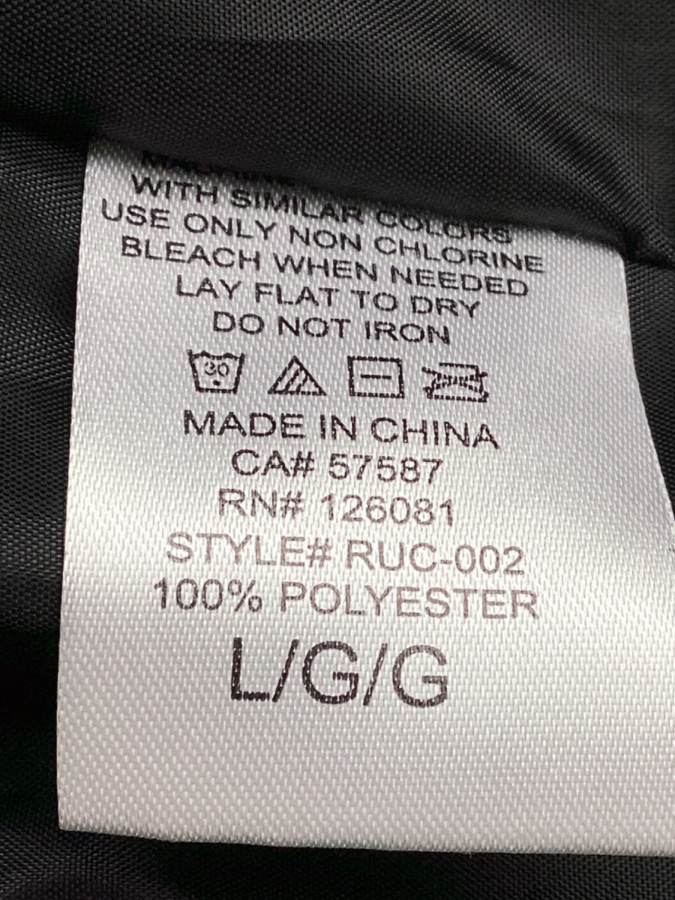 MACHINE
WITH SIMILAR COLORS
USE ONLY NON CHLORINE
BLEACH WHEN NEEDED
LAY FLAT TO DRY
DO NOT IRON
30
MADE IN CHINA
CA# 57587
RN# 126081
STYLE# RUC-002
100% POLYESTER
L/G/G